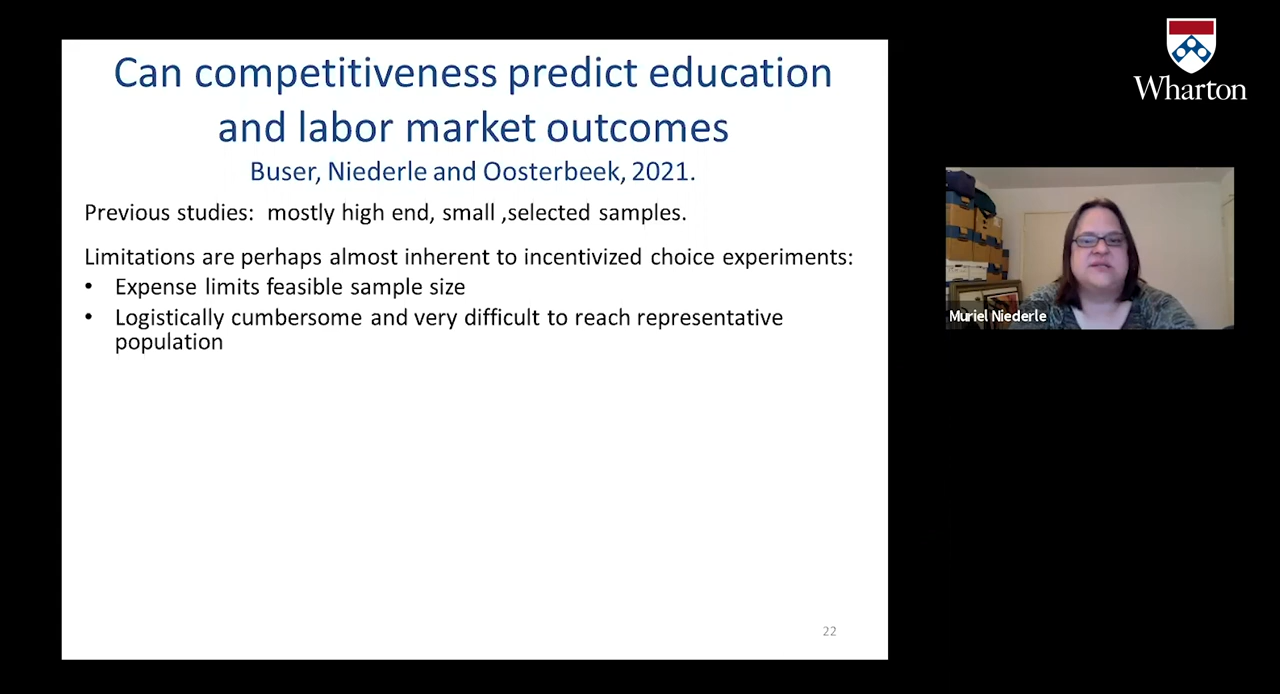 Can competitiveness predict education
and labor market outcomes
Buser, Niederle and Oosterbeek, 2021.
Previous studies:  mostly high end, small ,selected samples.
Limitations are perhaps almost inherent to incentivized choice experiments:
• Expense limits feasible sample size
• Logistically cumbersome and very difficult to reach representative
population
22
Wharton
Muriel Niederle